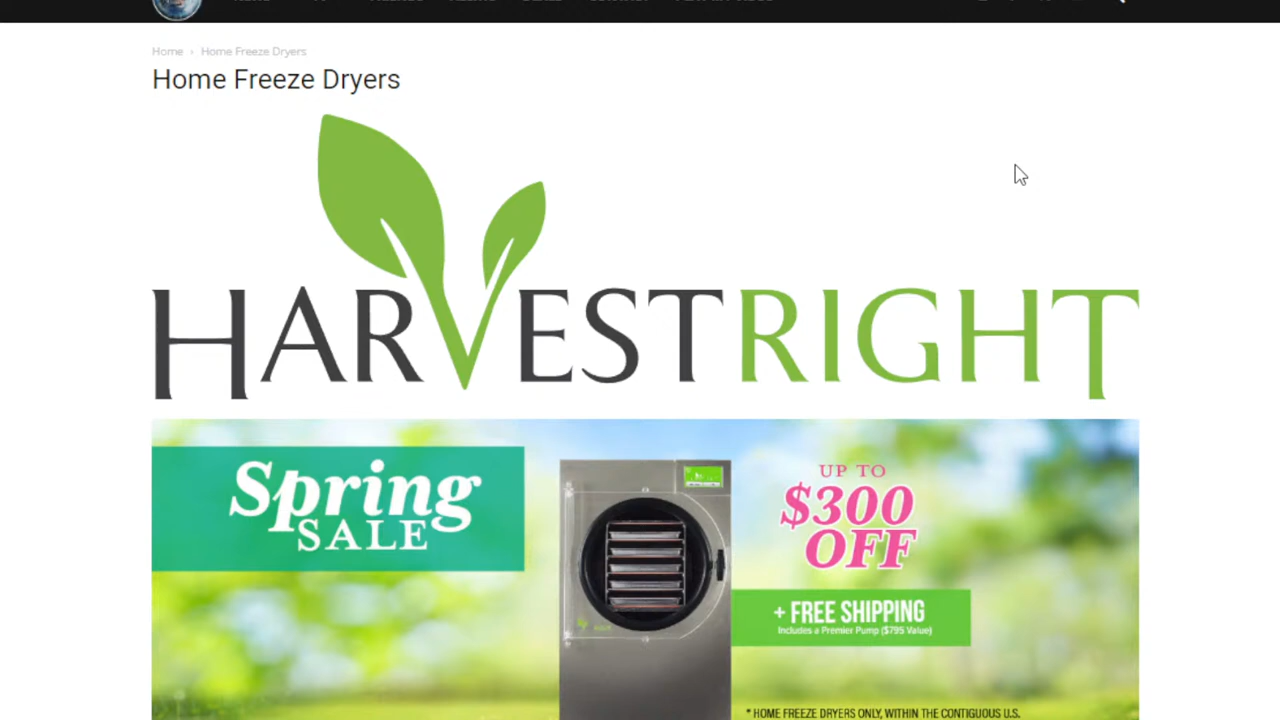 Home › Home Freeze Dryers
Home Freeze Dryers
HARVESTRIGHT
Spring
SALE
UP TO
$300
OFF
+ FREE SHIPPING
Includes a Premier Pump ($795 Value)
* HOME FREEZE DRYERS ONLY, WITHIN THE CONTIGUOUS U.S.